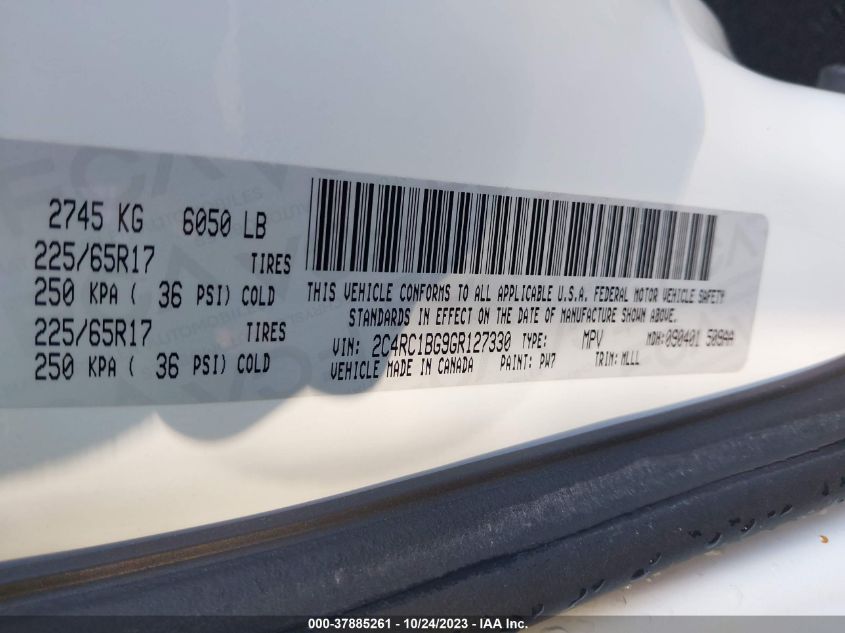 2745 KG 6050 LB
225/65R17 TIRES
250 KPA ( 36 PSI) COLD
225/65R17 TIRES
250 KPA ( 36 PSI) COLD
THIS VEHICLE CONFORMS TO ALL APPLICABLE U.S.A. FEDERAL MOTOR VEHICLE SAFETY
STANDARDS IN EFFECT ON THE DATE OF MANUFACTURE SHOWN ABOVE.
VIN: 2C4RC1BG9GR127330 TYPE: MPV MDH:090401 509AA
VEHICLE MADE IN CANADA PAINT: PW7 TRIM: MLLL
000-37885261 - 10/24/2023 - I.A.A.I.